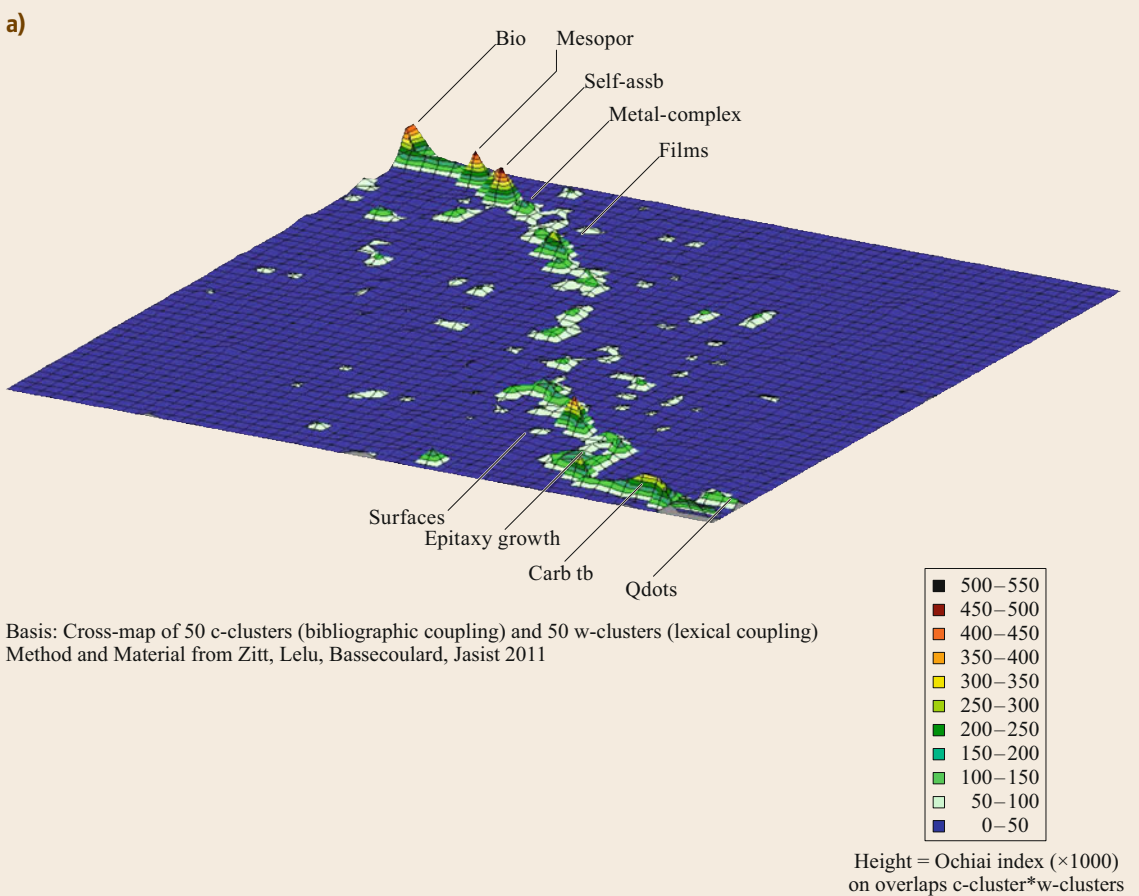 a)
Bio
Mesopor
Self-assb
Metal-complex
Films
Surfaces
Epitaxy growth
Carb tb
Qdots
Basis: Cross-map of 50 c-clusters (bibliographic coupling) and 50 w-clusters (lexical coupling)
Method and Material from Zitt, Lelu, Bassecoulard, Jasist 2011
500–550
450–500
400–450
350–400
300–350
250–300
200–250
150–200
100–150
50–100
0–50
Height = Ochiai index (×1000)
on overlaps c-cluster*w-clusters